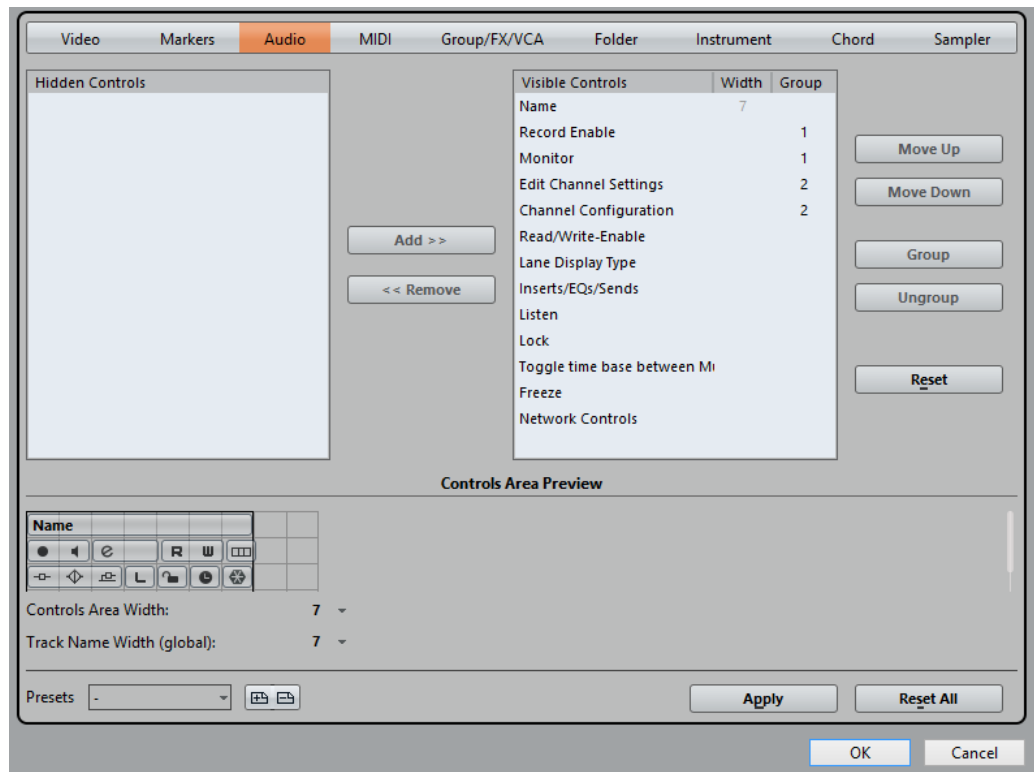 Video Markers Audio MIDI Group/FX/VCA Folder Instrument Chord Sampler
Hidden Controls
Visible Controls Width Group
Name 7
Record Enable 1
Monitor 1
Edit Channel Settings 2
Channel Configuration 2
Read/Write-Enable
Lane Display Type
Inserts/EQs/Sends
Listen
Lock
Toggle time base between
Freeze
Network Controls
Add >>
<< Remove
Move Up
Move Down
Group
Ungroup
Reset
Controls Area Preview
Name
e R W
L
Controls Area Width: 7
Track Name Width (global): 7
Presets -
Apply
Reset All
OK
Cancel